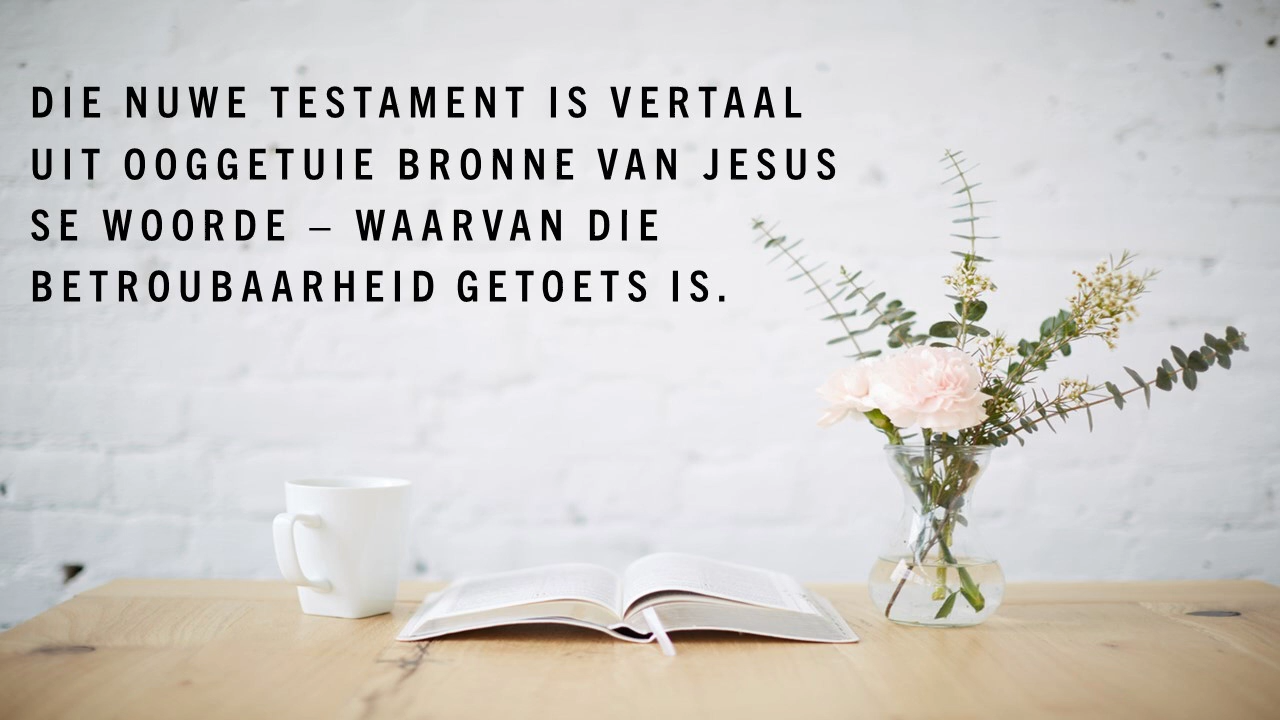 DIE NUWE TESTAMENT IS VERTAAL
UIT OOGGETUIE BRONNE VAN JESUS
SE WOORDE – WAARVAN DIE
BETROUBAARHEID GETOETS IS.